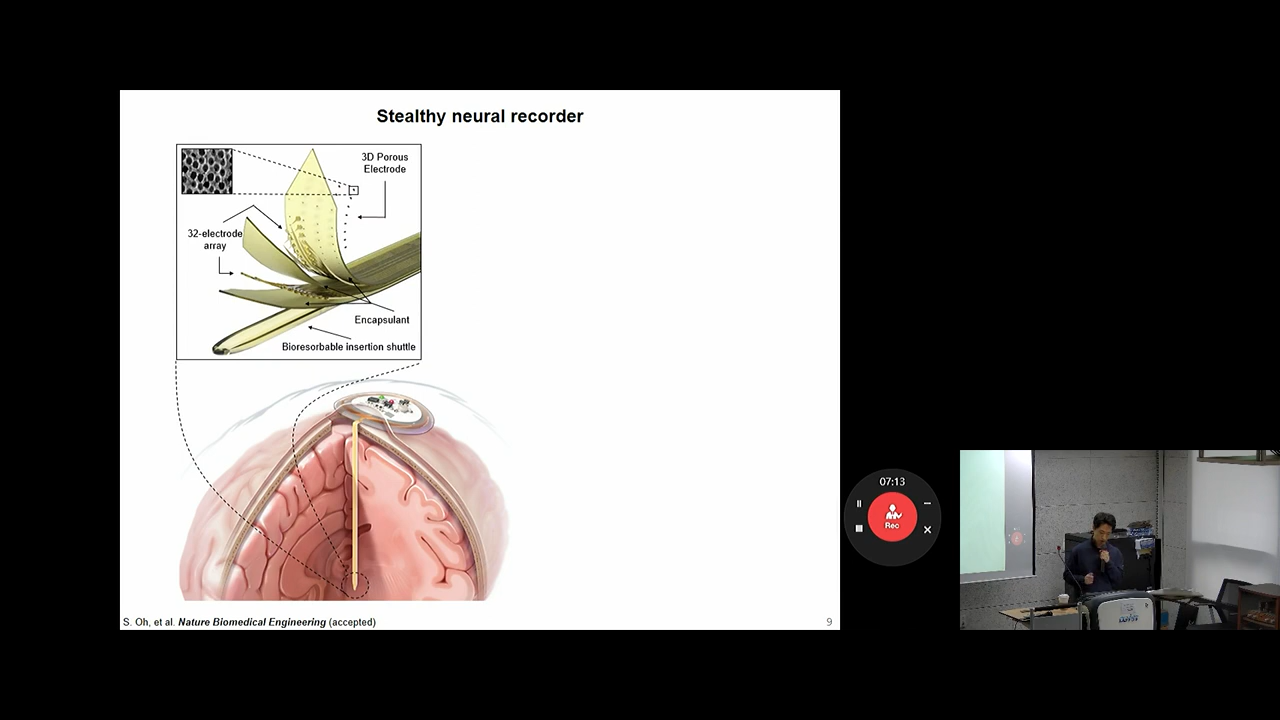 Stealthy neural recorder
3D Porous
Electrode
32-electrode
array
Encapsulant
Bioresorbable insertion shuttle
07:13
Rec
S. Oh, et al. Nature Biomedical Engineering (accepted)
9